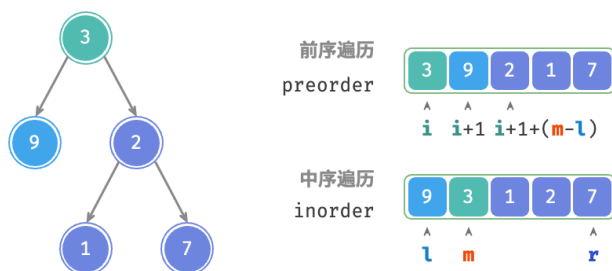 3
9
2
1
7
前序遍历
preorder
3 9 2 1 7
i i+1 i+1+(m-l)
中序遍历
inorder
9 3 1 2 7
l m r